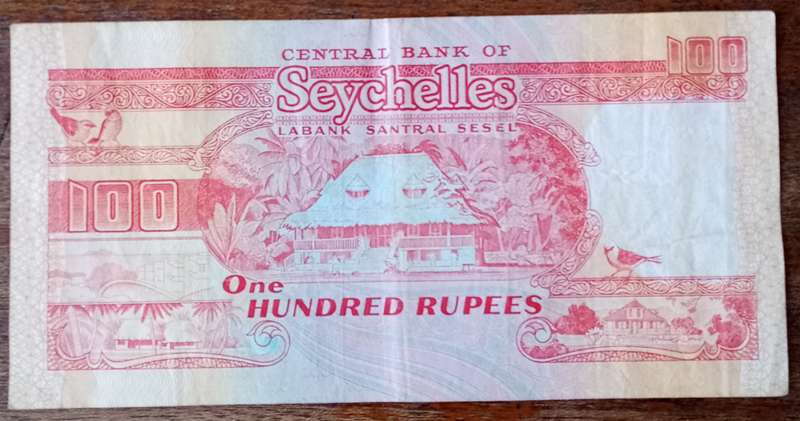 CENTRAL BANK OF
100
Seychelles
LABANK SANTRAL SESEL
100
One
HUNDRED RUPEES